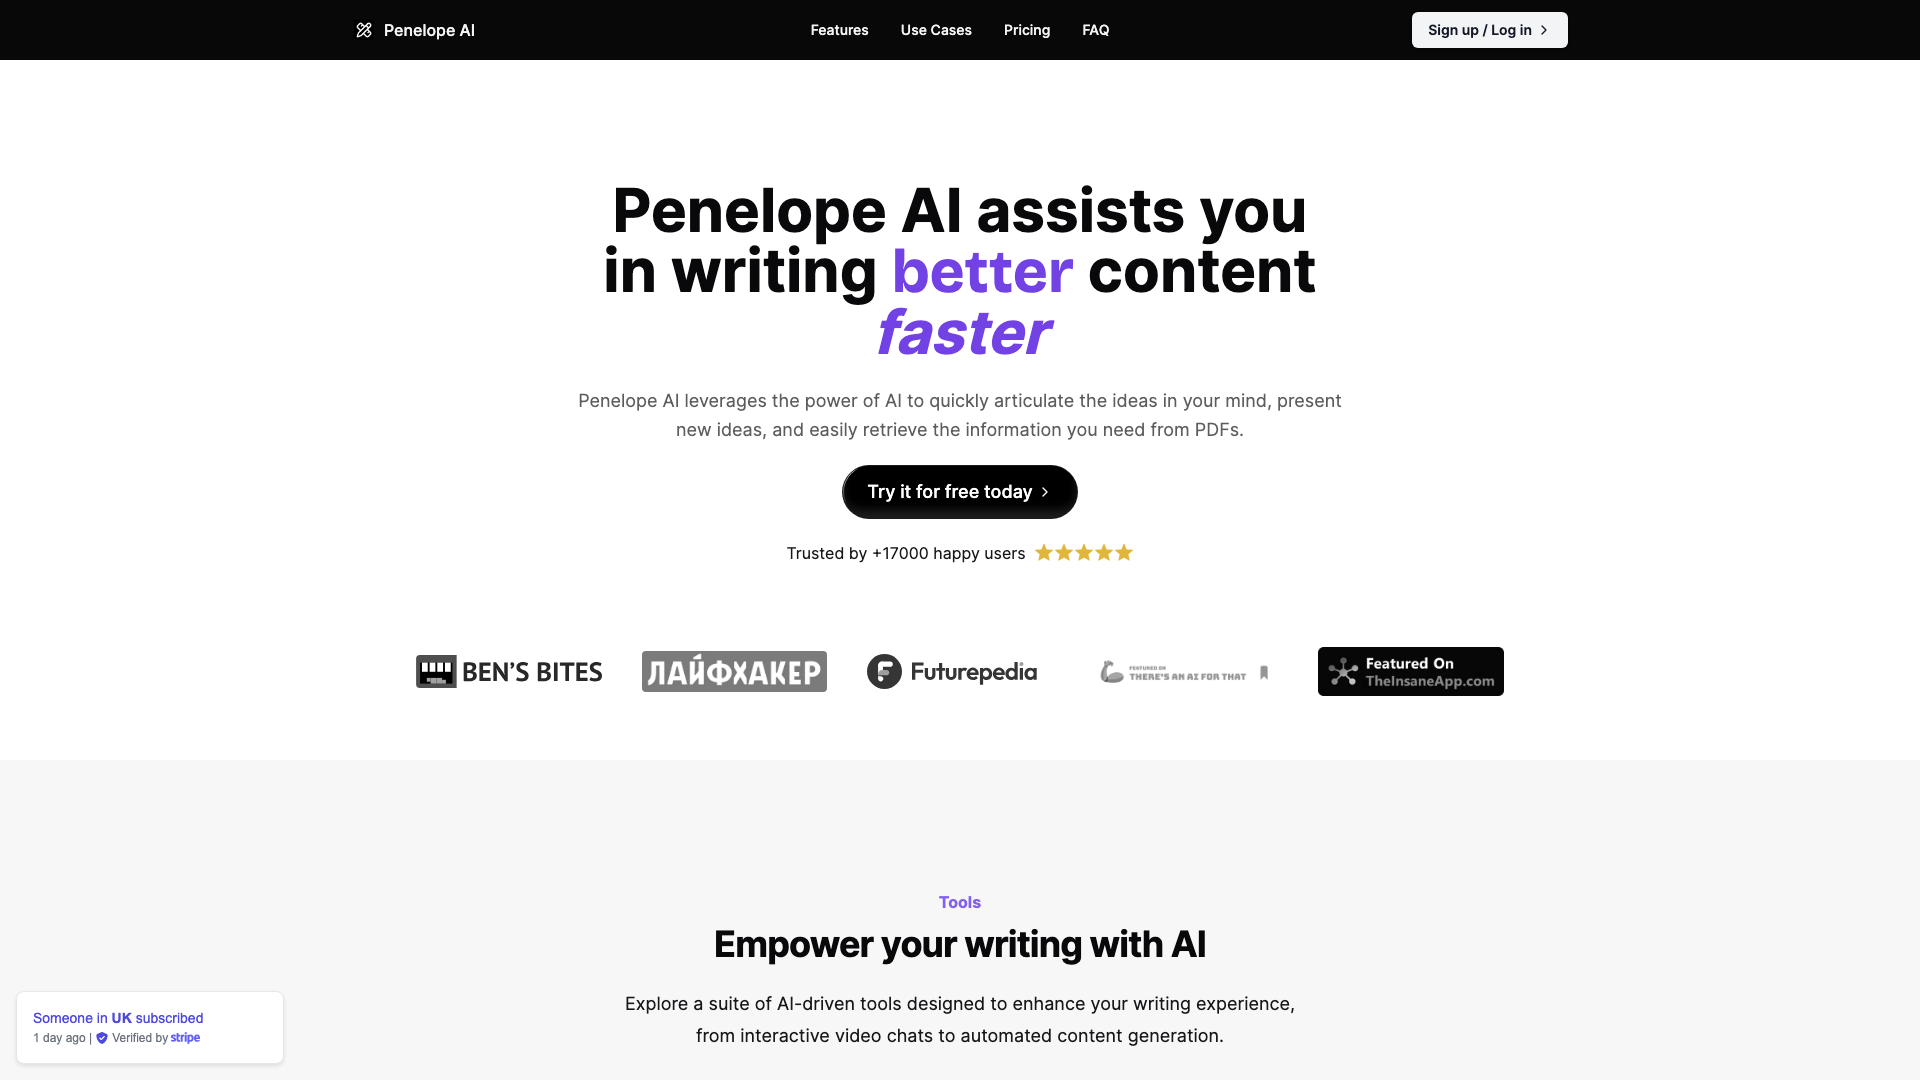 Penelope AI
Features
Use Cases
Pricing
FAQ
Sign up / Log in
Penelope AI assists you
in writing better content
faster
Penelope AI leverages the power of AI to quickly articulate the ideas in your mind, present
new ideas, and easily retrieve the information you need from PDFs.
Try it for free today
Trusted by +17000 happy users
BEN'S BITES
ЛАЙФХАКЕР
Futurepedia
FEATURED ON
THERE'S AN AI FOR THAT
Featured On
TheInsaneApp.com
Tools
Empower your writing with AI
Explore a suite of AI-driven tools designed to enhance your writing experience,
from interactive video chats to automated content generation.
Someone in UK subscribed
1 day ago | Verified by stripe